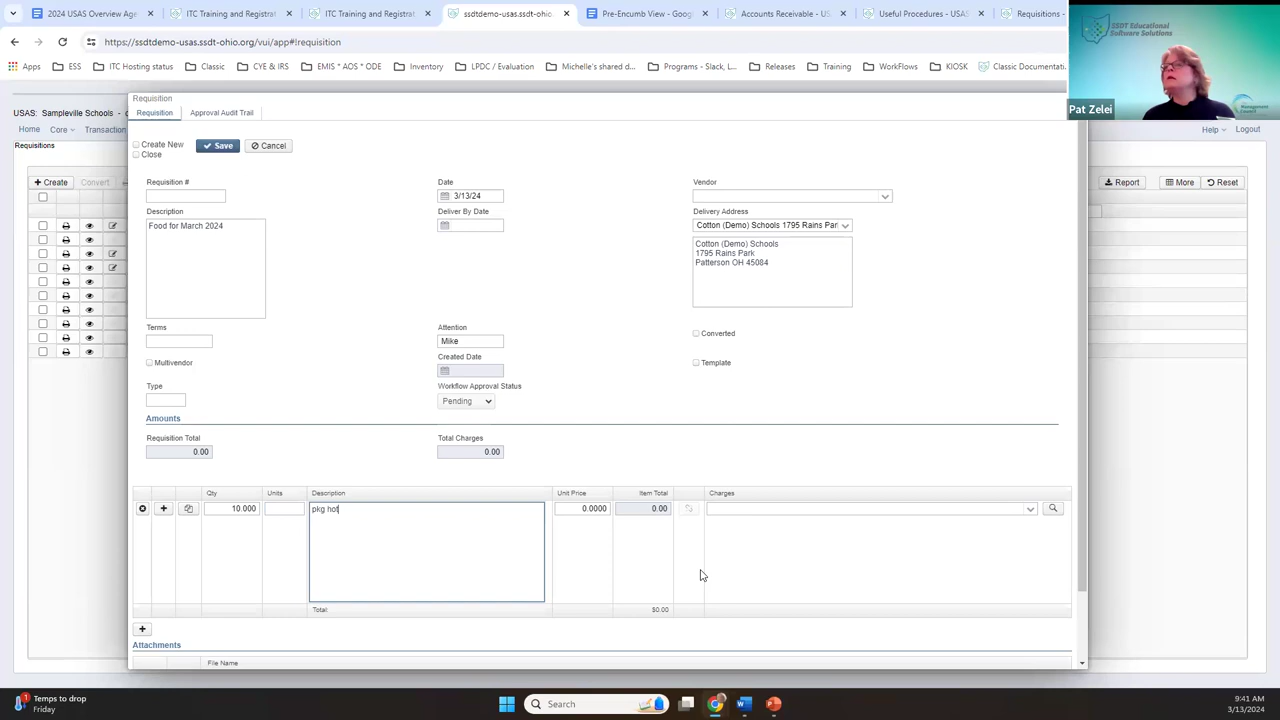 2024 USAS Overview Age
ITC Training and Registrat
ITC Training and Registrat
ssdtdemo-usas.ssdt-ohio.
Pre-Encumb View - Goog
Accounts Receivable - US
Useful Procedures - USAS
Requisitions -
https://ssdtdemo-usas.ssdt-ohio.org/vui/app#!requisition
Apps
ESS
ITC Hosting status
Classic
CYE & IRS
EMIS * AOS * ODE
Inventory
LPDC / Evaluation
Michelle's shared d...
Programs - Slack, L...
Releases
Training
WorkFlows
KIOSK
Classic Documentati
SSDT Educational
Software Solutions
Management
Council
Pat Zelei
USAS: Sampleville Schools -
Home
Core
Transaction
Help
Logout
Requisitions
Create
Convert
Report
More
Reset
Requisition
Requisition
Approval Audit Trail
Create New
Close
Save
Cancel
Requisition #
Date
Vendor
3/13/24
Description
Deliver By Date
Delivery Address
Food for March 2024
Cotton (Demo) Schools 1795 Rains Par
Cotton (Demo) Schools
1795 Rains Park
Patterson OH 45084
Terms
Attention
Mike
Converted
Multivendor
Created Date
Template
Type
Workflow Approval Status
Pending
Amounts
Requisition Total
Total Charges
0.00
0.00
Qty
Units
Description
Unit Price
Item Total
Charges
10.000
pkg hot
0.0000
0.00
Total:
$0.00
Attachments
File Name
1
Temps to drop
Friday
Search
9:41 AM
3/13/2024